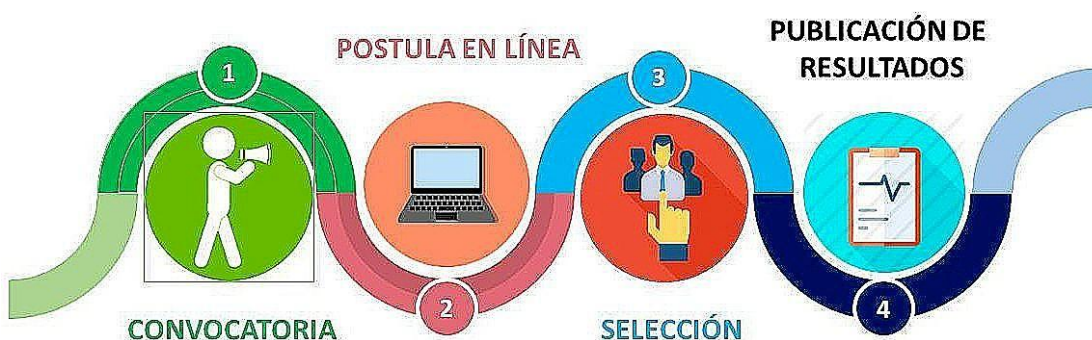 1
CONVOCATORIA
POSTULA EN LÍNEA
2
3
SELECCIÓN
PUBLICACIÓN DE
RESULTADOS
4